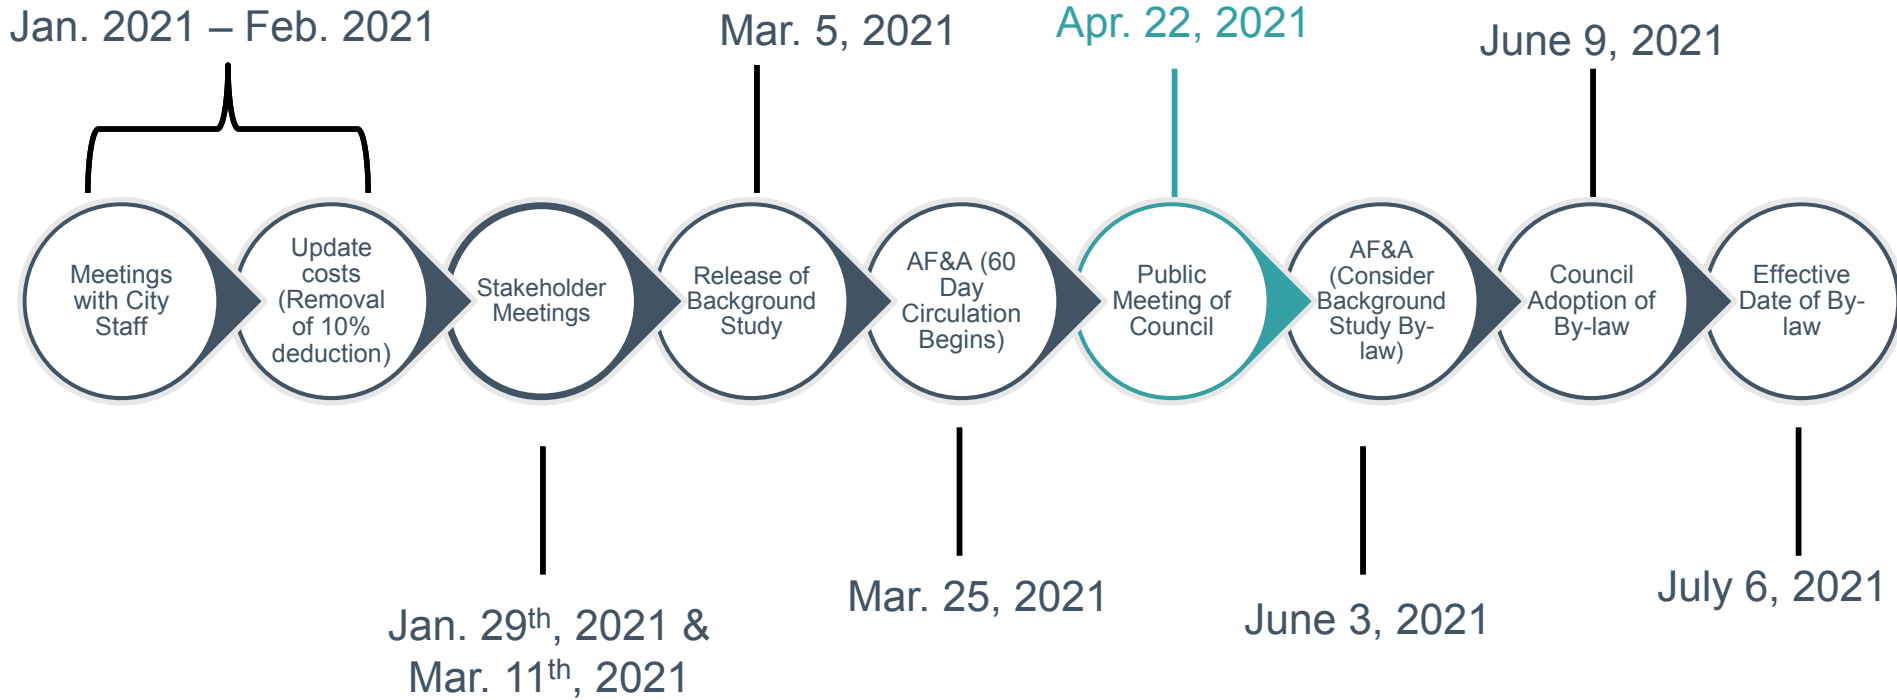 Jan. 2021 – Feb. 2021
Mar. 5, 2021
Apr. 22, 2021
June 9, 2021
Meetings
with City
Staff
Update
costs
(Removal
of 10%
deduction)
Stakeholder
Meetings
Release of
Background
Study
AF&A (60
Day
Circulation
Begins)
Public
Meeting of
Council
AF&A
(Consider
Background
Study By-
law)
Council
Adoption of
By-law
Effective
Date of By-
law
Jan. 29th, 2021 &
Mar. 11th, 2021
Mar. 25, 2021
June 3, 2021
July 6, 2021